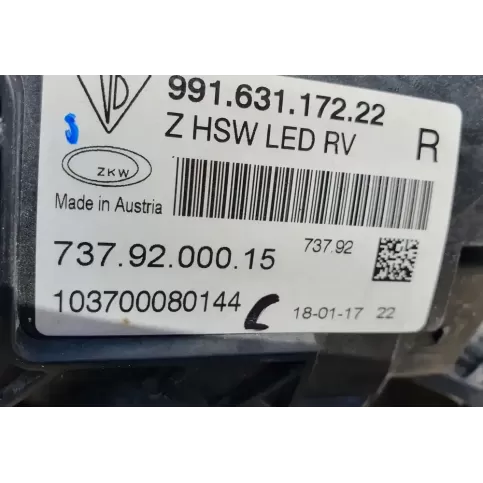 991.631.172.22
Z HSW LED RV R
ZKW
Made in Austria
737.92.000.15 737.92
103700080144 18-01-17 22